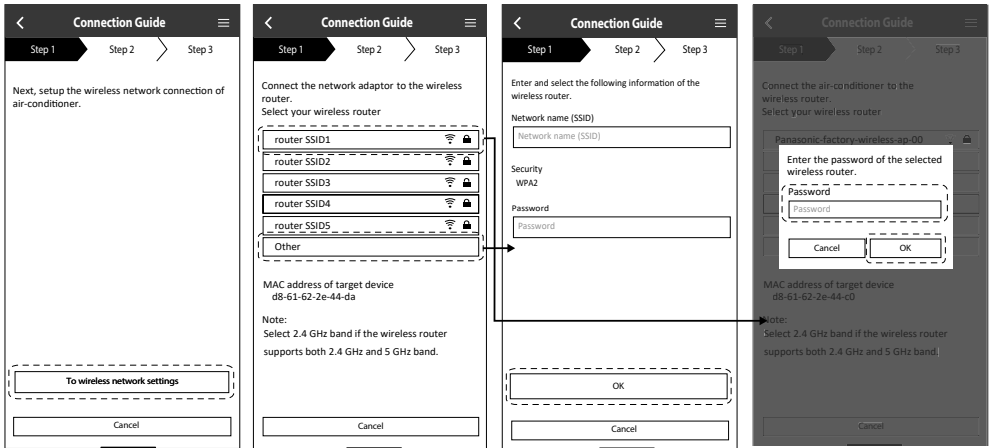 Connection Guide
Step 1
Step 2
Step 3
Next, setup the wireless network connection of
air-conditioner.
To wireless network settings
Cancel
Connection Guide
Step 1
Step 2
Step 3
Connect the network adaptor to the wireless
router.
Select your wireless router
router SSID1
router SSID2
router SSID3
router SSID4
router SSID5
Other
MAC address of target device
d8-61-62-2e-44-da
Note:
Select 2.4 GHz band if the wireless router
supports both 2.4 GHz and 5 GHz band.
Cancel
Connection Guide
Step 1
Step 2
Step 3
Enter and select the following information of the
wireless router.
Network name (SSID)
Network name (SSID)
Security
WPA2
Password
Password
OK
Cancel
Connection Guide
Step 1
Step 2
Step 3
Connect the air-conditioner to the
wireless router.
Select your wireless router
Panasonic-factory-wireless-ap-00
Enter the password of the selected
wireless router.
Password
Password
Cancel
OK
MAC address of target device
d8-61-62-2e-44-c0
Note:
Select 2.4 GHz band if the wireless router
supports both 2.4 GHz and 5 GHz band.
Cancel